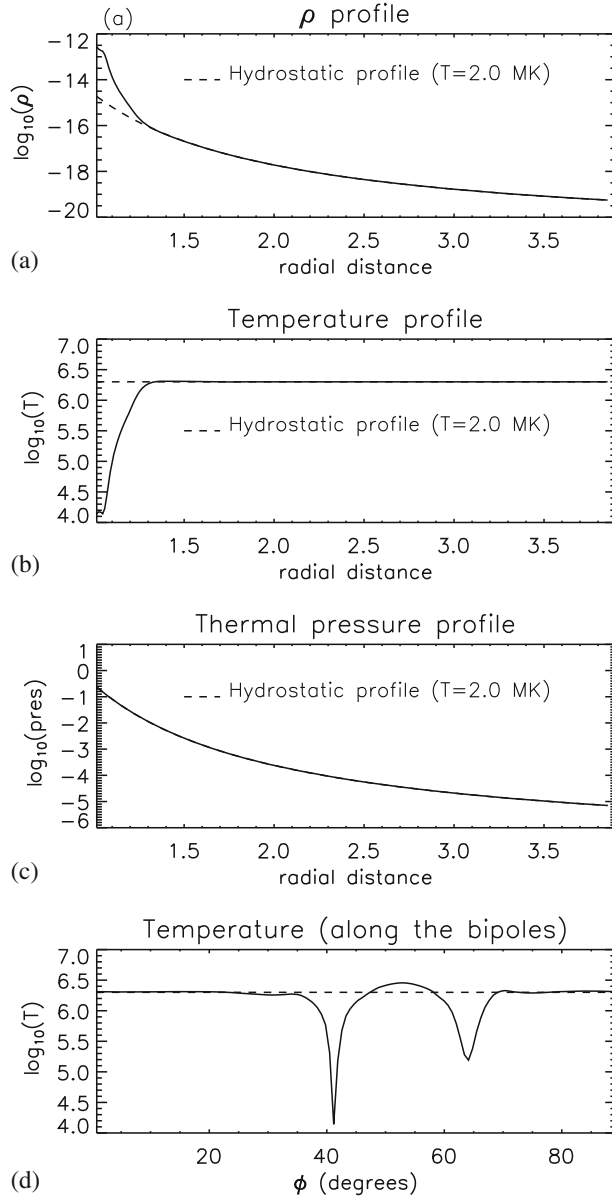 (a) ρ profile
−12
−14
−16
−18
−20
log10(ρ)
Hydrostatic profile (T=2.0 MK)
1.5 2.0 2.5 3.0 3.5
radial distance
(a)
Temperature profile
7.0
6.5
6.0
5.5
5.0
4.5
4.0
log10(T)
Hydrostatic profile (T=2.0 MK)
1.5 2.0 2.5 3.0 3.5
radial distance
(b)
Thermal pressure profile
1
0
−1
−2
−3
−4
−5
−6
log10(pres)
Hydrostatic profile (T=2.0 MK)
1.5 2.0 2.5 3.0 3.5
radial distance
(c)
Temperature (along the bipoles)
7.0
6.5
6.0
5.5
5.0
4.5
4.0
log10(T)
20 40 60 80
ϕ (degrees)
(d)